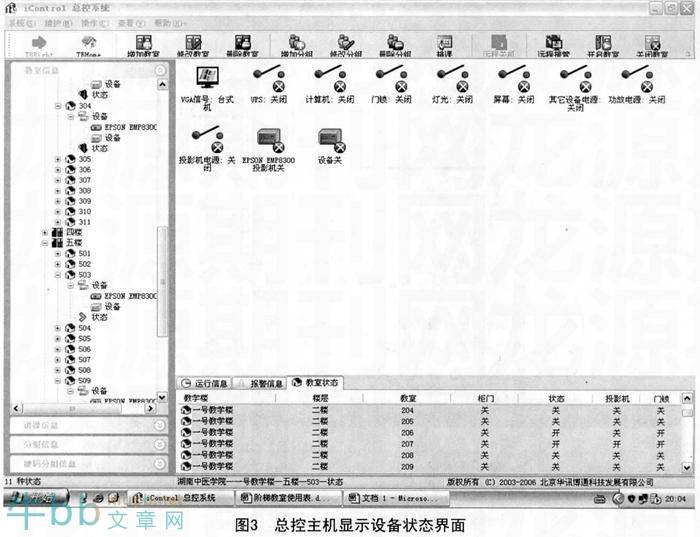 iControl 总控系统
系统(S) 维护(B) 操作(C) 查看(V) 帮助(H)
TBRight TBHome 增加教室 修改教室 删除教室 增加分组 修改分组 删除分组 排课 远程关机 远程接管 开启教室 关闭教室
教室信息
设备
状态
304
设备
EPSON EMP8300
设备
状态
305
306
307
308
309
310
311
四楼
五楼
501
502
503
设备
EPSON EMP8300
设备
状态
504
505
506
507
508
509
设备
EPSON EMP8300
讲课信息
分组信息
硬码分组信息
VGA信号: 台式机
UPS: 关闭
计算机: 关闭
门锁: 关闭
灯光: 关闭
屏幕: 关闭
其它设备电源: 关闭
功放电源: 关闭
投影机电源: 关闭
EPSON EMP8300 投影机关
设备关
运行信息 报警信息 教室状态
教学楼 楼层 教室 柜门 状态 投影机 门锁
一号教学楼 二楼 204 关 关 关 关
一号教学楼 二楼 205 关 关 关 关
一号教学楼 二楼 206 关 开 关 开
一号教学楼 二楼 207 关 开 开 开
一号教学楼 二楼 208 关 关 关 关
一号教学楼 二楼 209 关 关 关 关
11 种状态
湖南中医学院——号教学楼—五楼—503—状态
版权所有 (C) 2003-2006 北京华讯博通科技发展有限公司
开始
iControl 总控系统
阶梯教室使用表.d...
文档 1 - Microso...
20:04
牛bb文章网
图3 总控主机显示设备状态界面